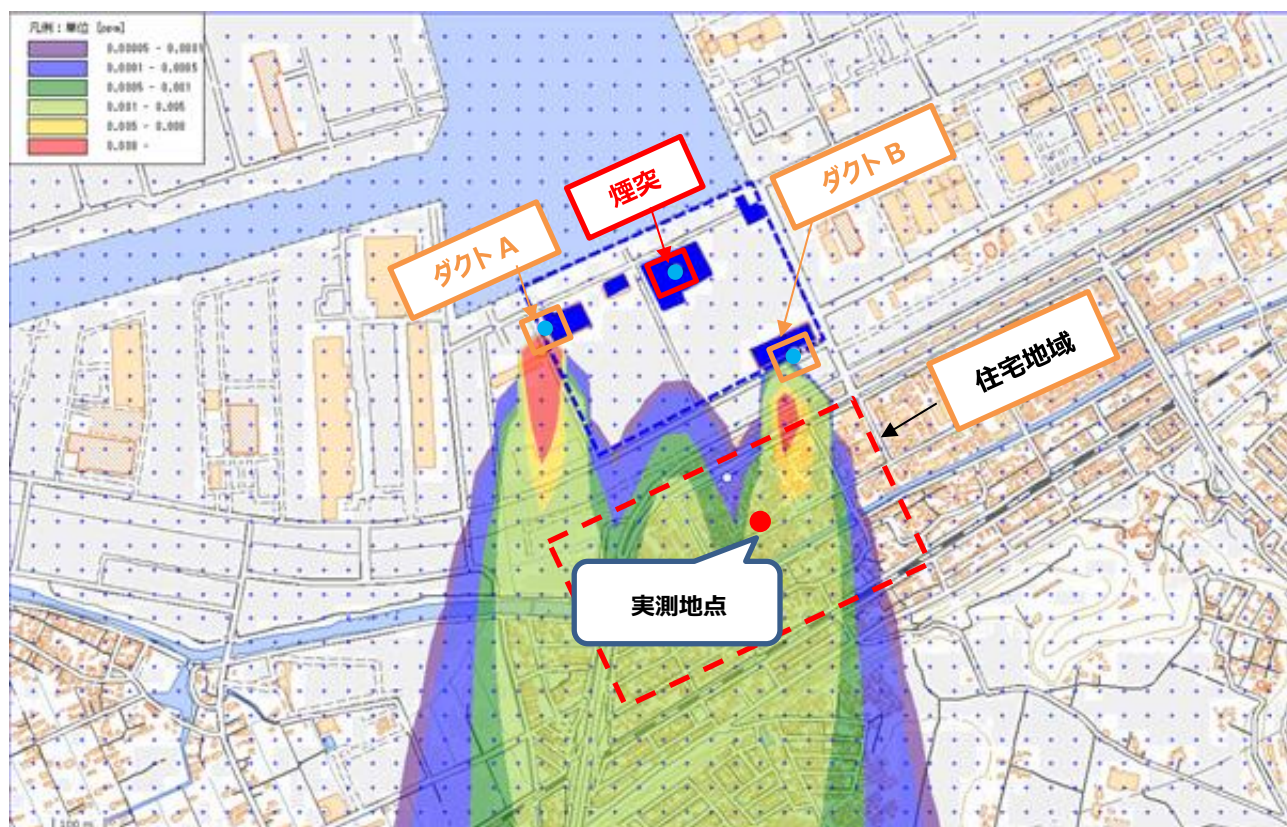 凡例：単位 [ppm]
0.00005 - 0.0001
0.0001 - 0.0005
0.0005 - 0.001
0.001 - 0.005
0.005 - 0.008
0.008 -
煙突
ダクト B
ダクト A
住宅地域
実測地点
100 m